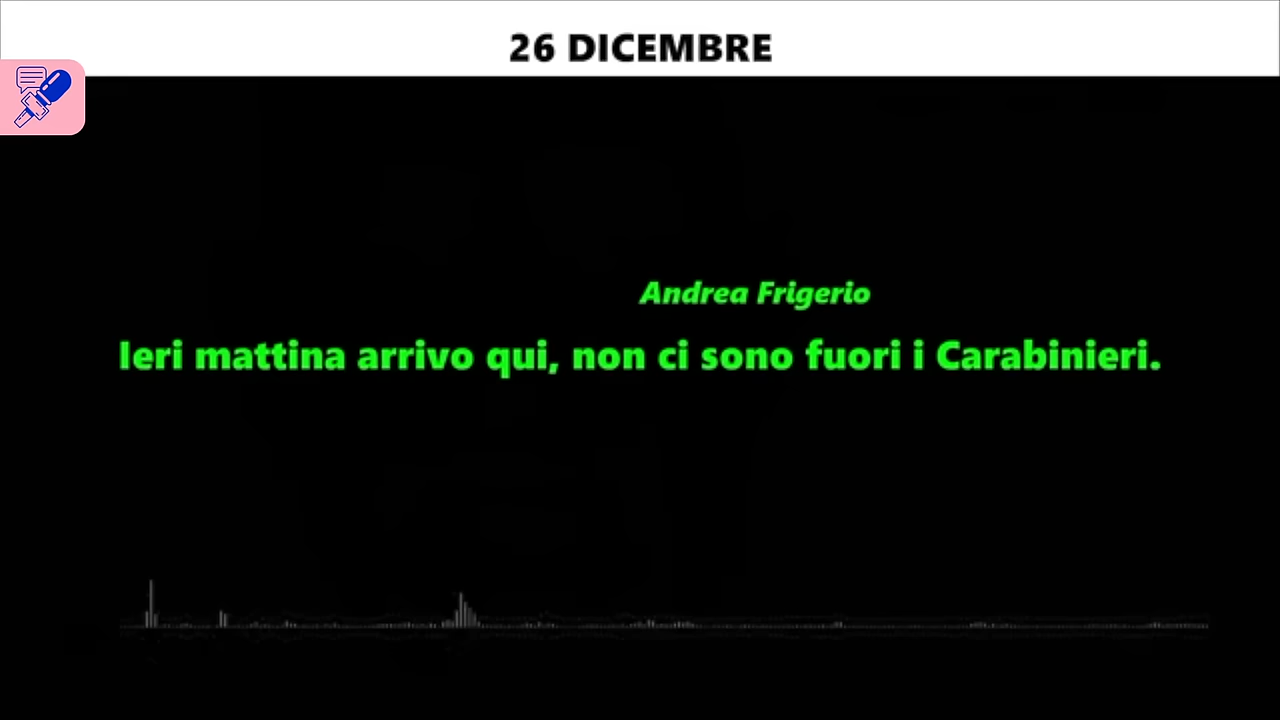 26 DICEMBRE
Andrea Frigerio
Ieri mattina arrivo qui, non ci sono fuori i Carabinieri.